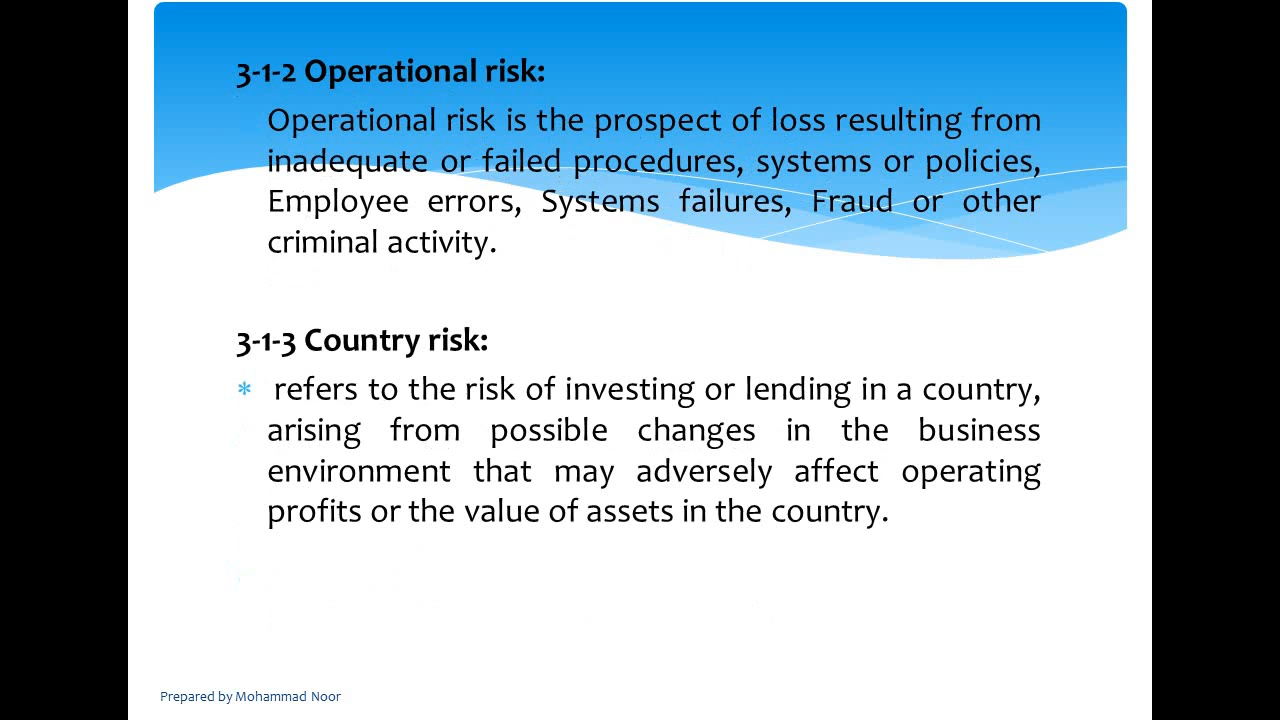 3-1-2 Operational risk:
Operational risk is the prospect of loss resulting from
inadequate or failed procedures, systems or policies,
Employee errors, Systems failures, Fraud or other
criminal activity.
3-1-3 Country risk:
* refers to the risk of investing or lending in a country,
arising from possible changes in the business
environment that may adversely affect operating
profits or the value of assets in the country.
Prepared by Mohammad Noor